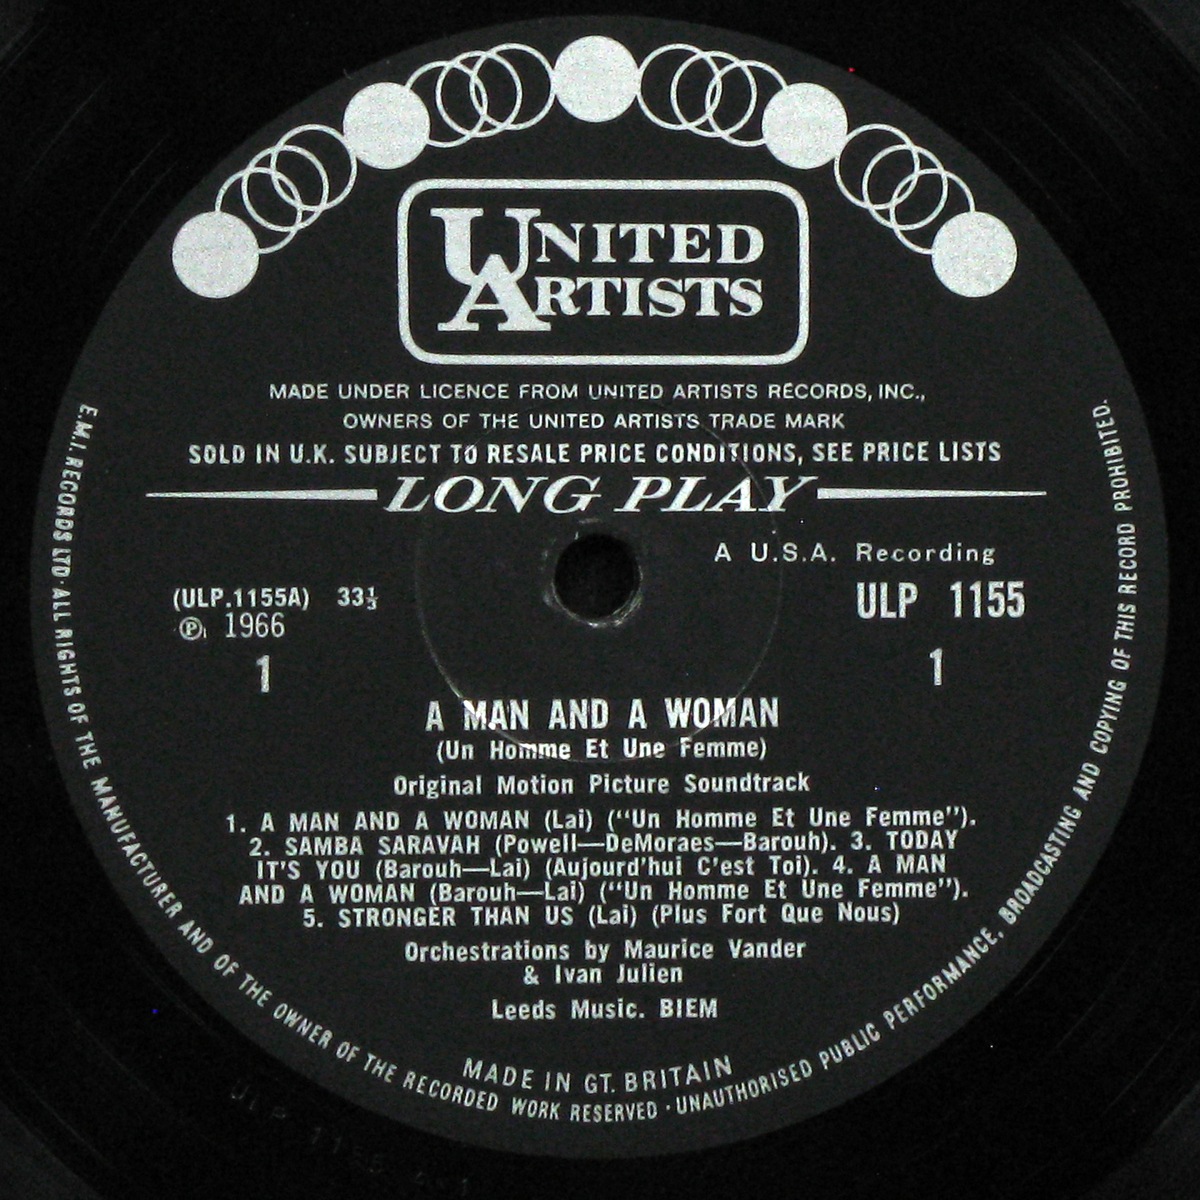 UNITED
ARTISTS
MADE UNDER LICENCE FROM UNITED ARTISTS RECORDS, INC.,
OWNERS OF THE UNITED ARTISTS TRADE MARK
SOLD IN U.K. SUBJECT TO RESALE PRICE CONDITIONS, SEE PRICE LISTS
LONG PLAY
A U.S.A. Recording
(ULP.1155A) 33⅓
ULP 1155
℗ 1966
1
1
A MAN AND A WOMAN
(Un Homme Et Une Femme)
Original Motion Picture Soundtrack
1. A MAN AND A WOMAN (Lai) (“Un Homme Et Une Femme”).
2. SAMBA SARAVAH (Powell—DeMoraes—Barouh). 3. TODAY
IT'S YOU (Barouh—Lai) (Aujourd'hui C'est Toi). 4. A MAN
AND A WOMAN (Barouh—Lai) (“Un Homme Et Une Femme”).
5. STRONGER THAN US (Lai) (Plus Fort Que Nous)
Orchestrations by Maurice Vander
& Ivan Julien
Leeds Music. BIEM
MADE IN GT. BRITAIN
E.M.I. RECORDS LTD · ALL RIGHTS OF THE MANUFACTURER AND OF THE OWNER OF THE RECORDED WORK RESERVED · UNAUTHORISED PUBLIC PERFORMANCE, BROADCASTING AND COPYING OF THIS RECORD PROHIBITED.